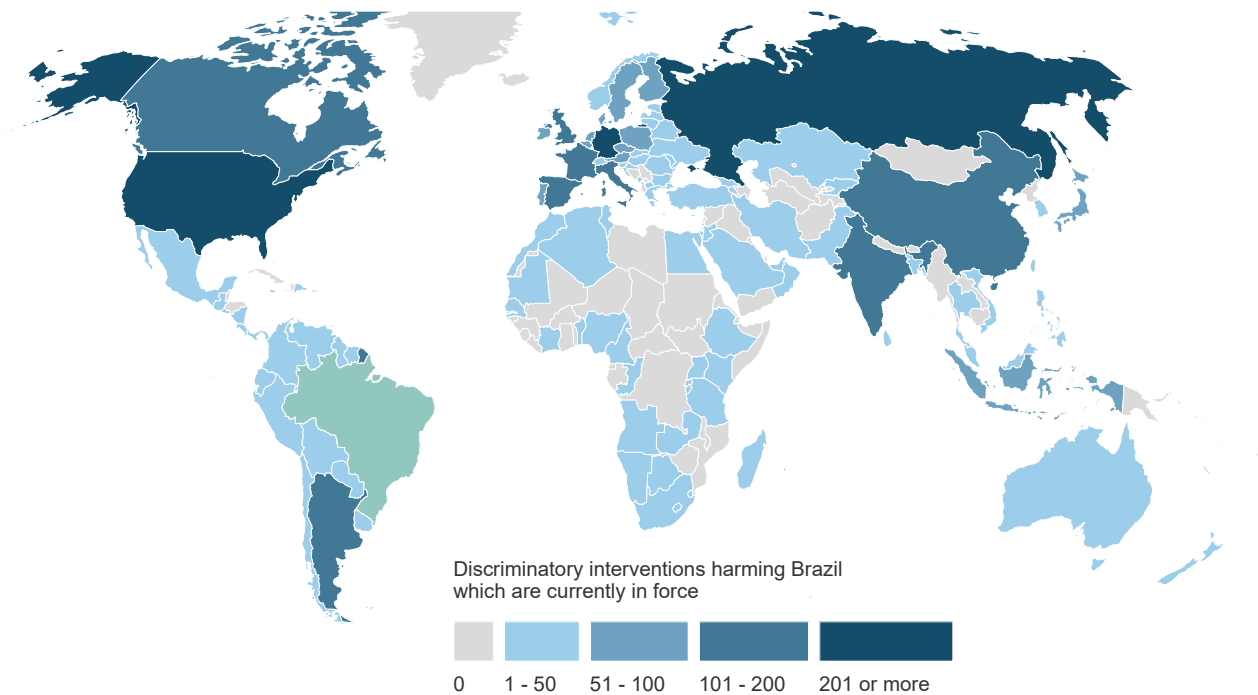 Discriminatory interventions harming Brazil
which are currently in force
0 1 - 50 51 - 100 101 - 200 201 or more